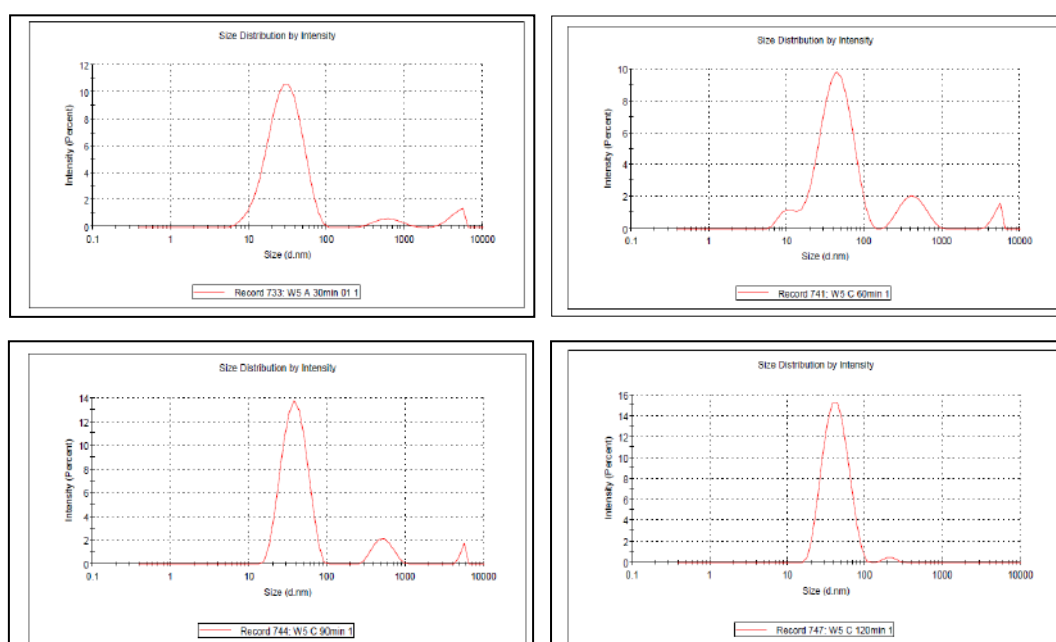 Size Distribution by Intensity
12
10
8
6
4
2
0
Intensity (Percent)
0.1 1 10 100 1000 10000
Size (d.nm)
Record 733: W5 A 30min 01 1
Size Distribution by Intensity
10
8
6
4
2
0
Intensity (Percent)
0.1 1 10 100 1000 10000
Size (d.nm)
Record 741: W5 C 60min 1
Size Distribution by Intensity
14
12
10
8
6
4
2
0
Intensity (Percent)
0.1 1 10 100 1000 10000
Size (d.nm)
Record 744: W5 C 90min 1
Size Distribution by Intensity
16
14
12
10
8
6
4
2
0
Intensity (Percent)
0.1 1 10 100 1000 10000
Size (d.nm)
Record 747: W5 C 120min 1